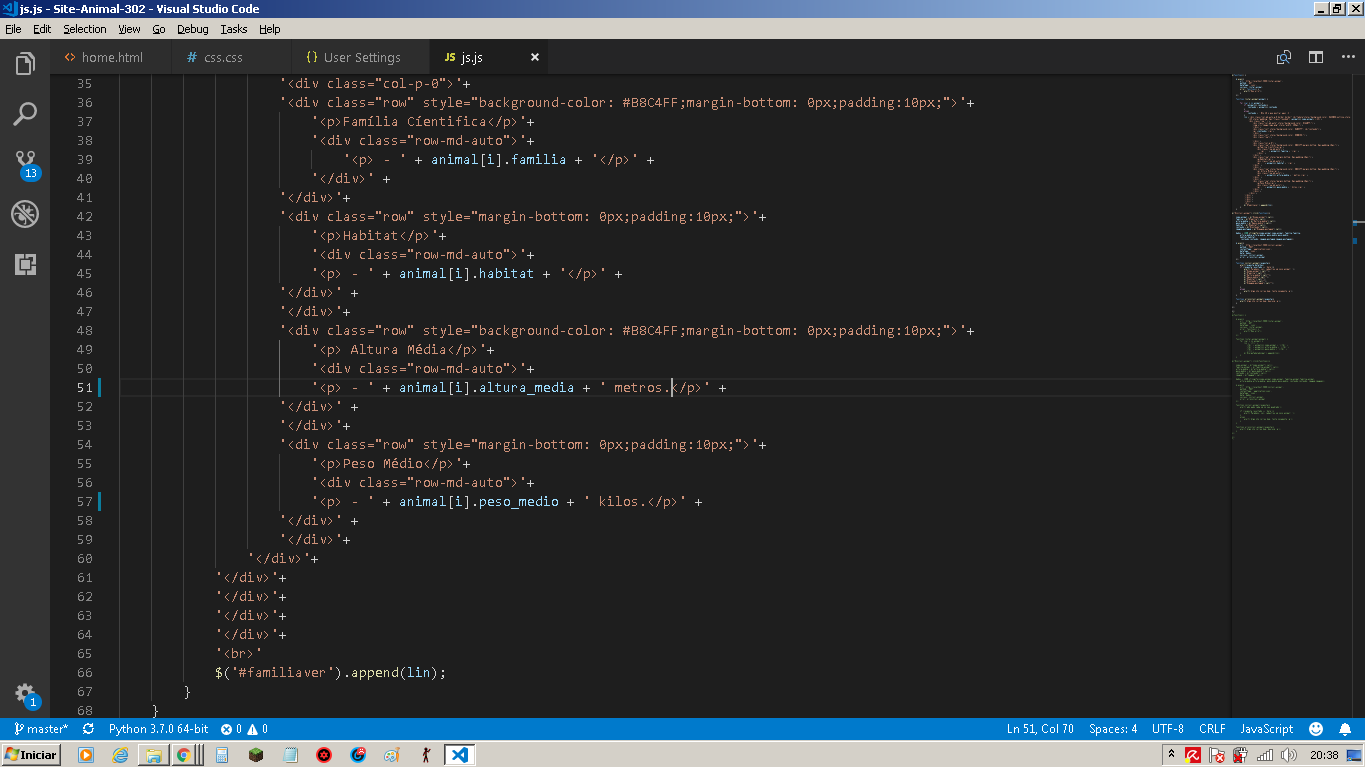 js.js - Site-Animal-302 - Visual Studio Code
File Edit Selection View Go Debug Tasks Help
home.html css.css User Settings JS js.js
35 '<div class="col-p-0">'+
36 '<div class="row" style="background-color: #B8C4FF;margin-bottom: 0px;padding:10px;">'+
37 '<p>Família Cíentifica</p>'+
38 '<div class="row-md-auto">'+
39 '<p> - ' + animal[i].familia + '</p>' +
40 '</div>' +
41 '</div>'+
42 '<div class="row" style="margin-bottom: 0px;padding:10px;">'+
43 '<p>Habitat</p>'+
44 '<div class="row-md-auto">'+
45 '<p> - ' + animal[i].habitat + '</p>' +
46 '</div>' +
47 '</div>'+
48 '<div class="row" style="background-color: #B8C4FF;margin-bottom: 0px;padding:10px;">'+
49 '<p> Altura Média</p>'+
50 '<div class="row-md-auto">'+
51 '<p> - ' + animal[i].altura_media + ' metros.</p>' +
52 '</div>' +
53 '</div>'+
54 '<div class="row" style="margin-bottom: 0px;padding:10px;">'+
55 '<p>Peso Médio</p>'+
56 '<div class="row-md-auto">'+
57 '<p> - ' + animal[i].peso_medio + ' kilos.</p>' +
58 '</div>' +
59 '</div>'+
60 '</div>'+
61 '</div>'+
62 '</div>'+
63 '</div>'+
64 '</div>'+
65 '<br>'
66 $('#familiaver').append(lin);
67 }
68 }
13
1
master* Python 3.7.0 64-bit 0 0 Ln 51, Col 70 Spaces: 4 UTF-8 CRLF JavaScript
Iniciar 20:38